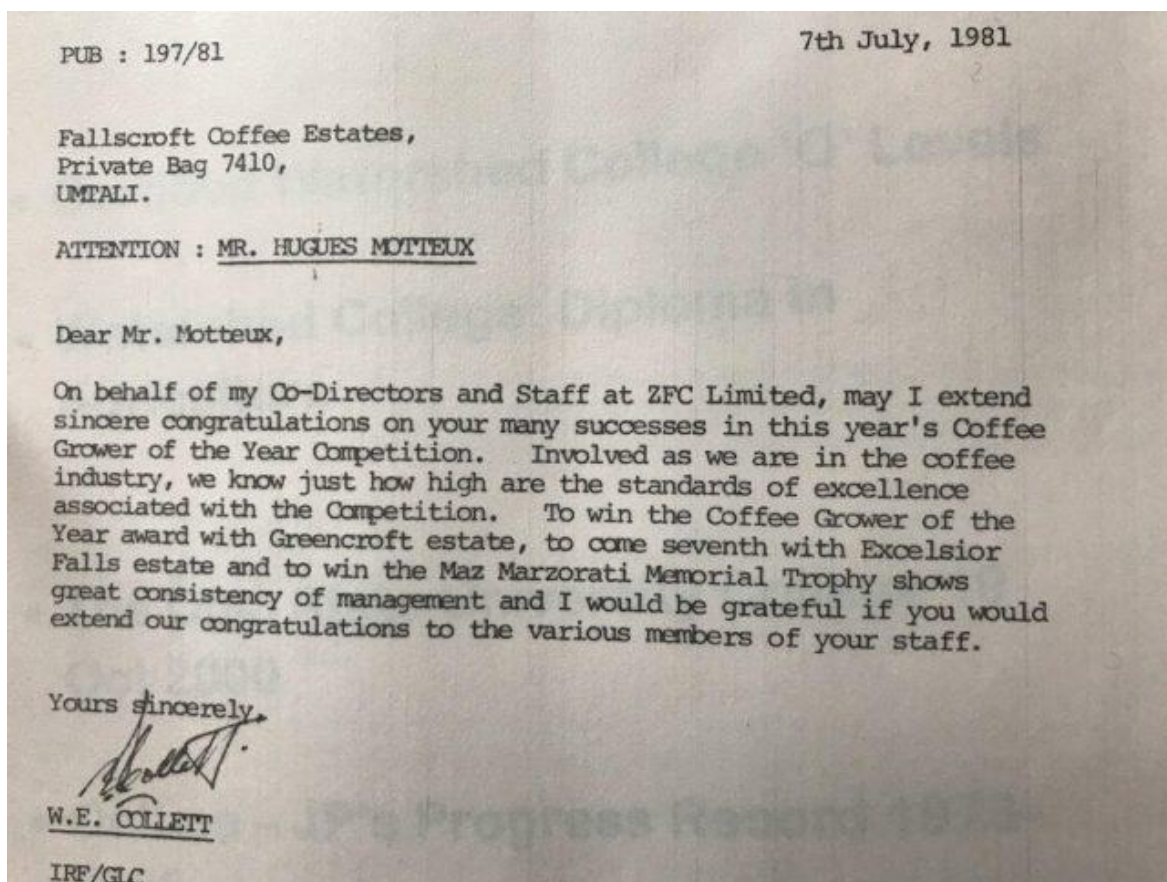 PUB : 197/81
7th July, 1981
Fallscroft Coffee Estates,
Private Bag 7410,
UMTALI.
ATTENTION : MR. HUGUES MOTTEUX
Dear Mr. Motteux,
On behalf of my Co-Directors and Staff at ZFC Limited, may I extend
sincere congratulations on your many successes in this year's Coffee
Grower of the Year Competition. Involved as we are in the coffee
industry, we know just how high are the standards of excellence
associated with the Competition. To win the Coffee Grower of the
Year award with Greencroft estate, to come seventh with Excelsior
Falls estate and to win the Maz Marzorati Memorial Trophy shows
great consistency of management and I would be grateful if you would
extend our congratulations to the various members of your staff.
Yours sincerely,
W.E. COLLETT
IRF/GLC